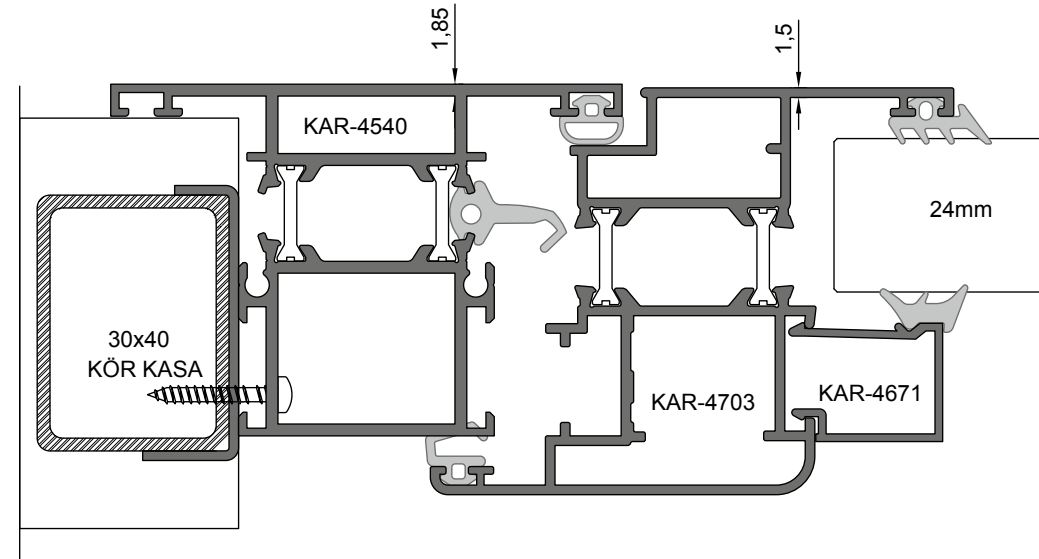 1,85
1,5
KAR-4540
24mm
30x40
KÖR KASA
KAR-4703
KAR-4671